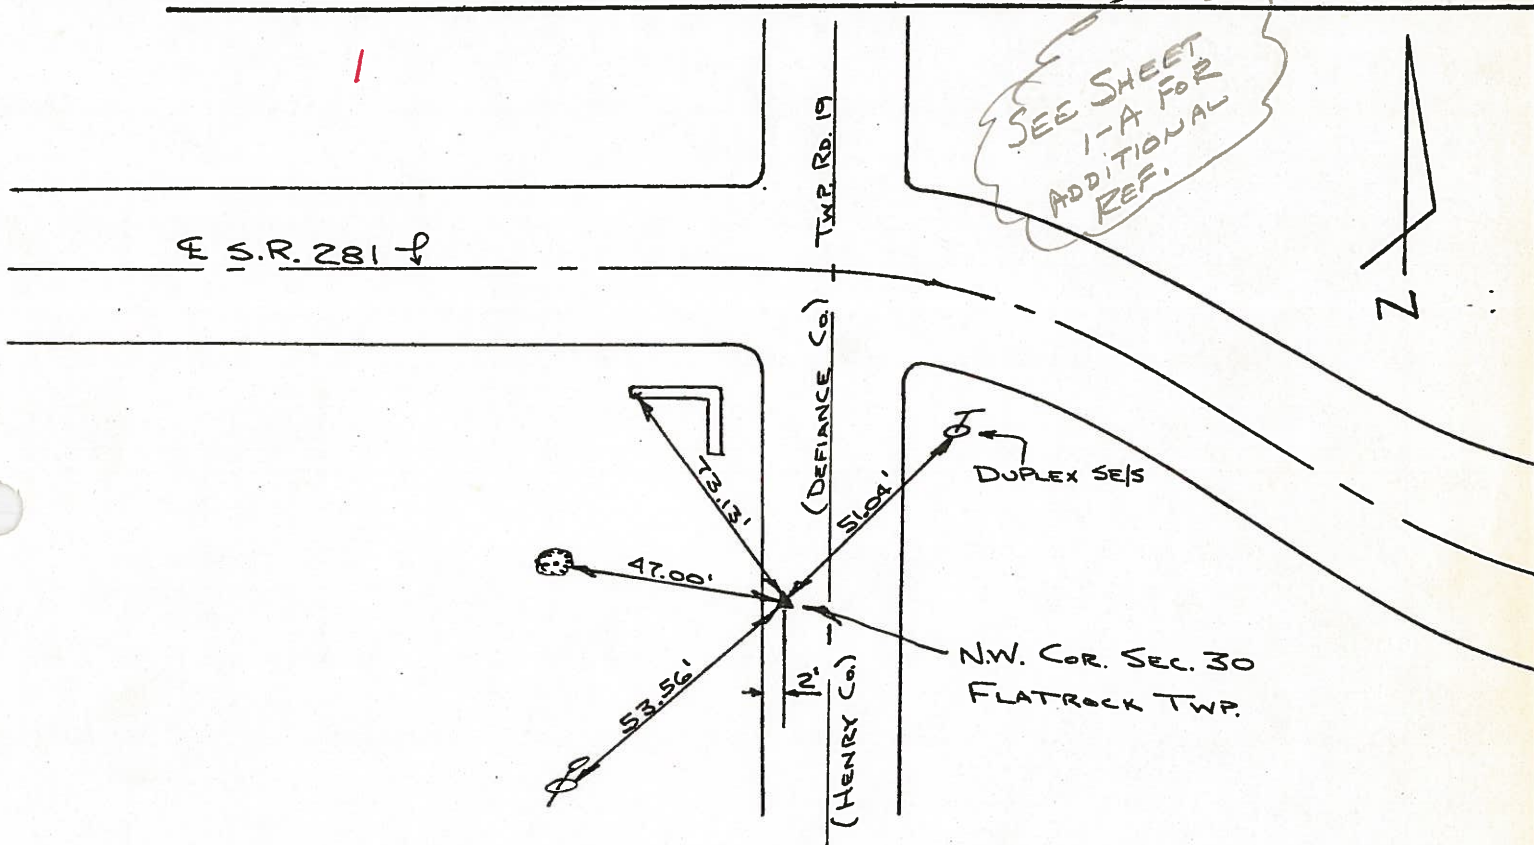 1
SEE SHEET
1-A FOR
ADDITIONAL
REF.
TWP. RD. 19
℄ S.R. 281
N
(DEFIANCE CO.)
DUPLEX SE/S
73.13'
51.04'
47.00'
N.W. COR. SEC. 30
FLATROCK TWP.
53.56'
2'
(HENRY CO.)